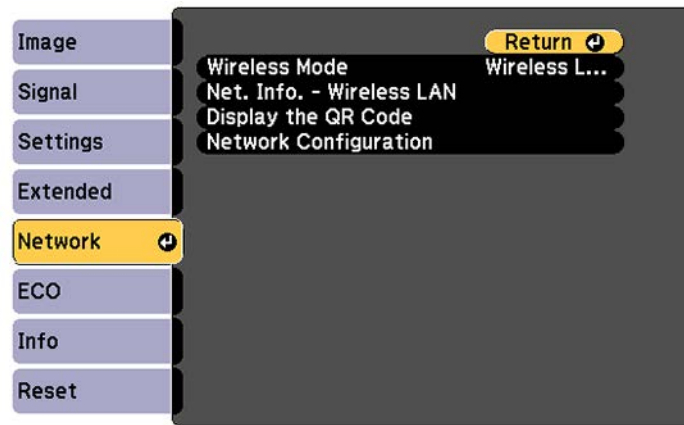 Image
Signal
Settings
Extended
Network
ECO
Info
Reset
Return
Wireless Mode Wireless L...
Net. Info. - Wireless LAN
Display the QR Code
Network Configuration